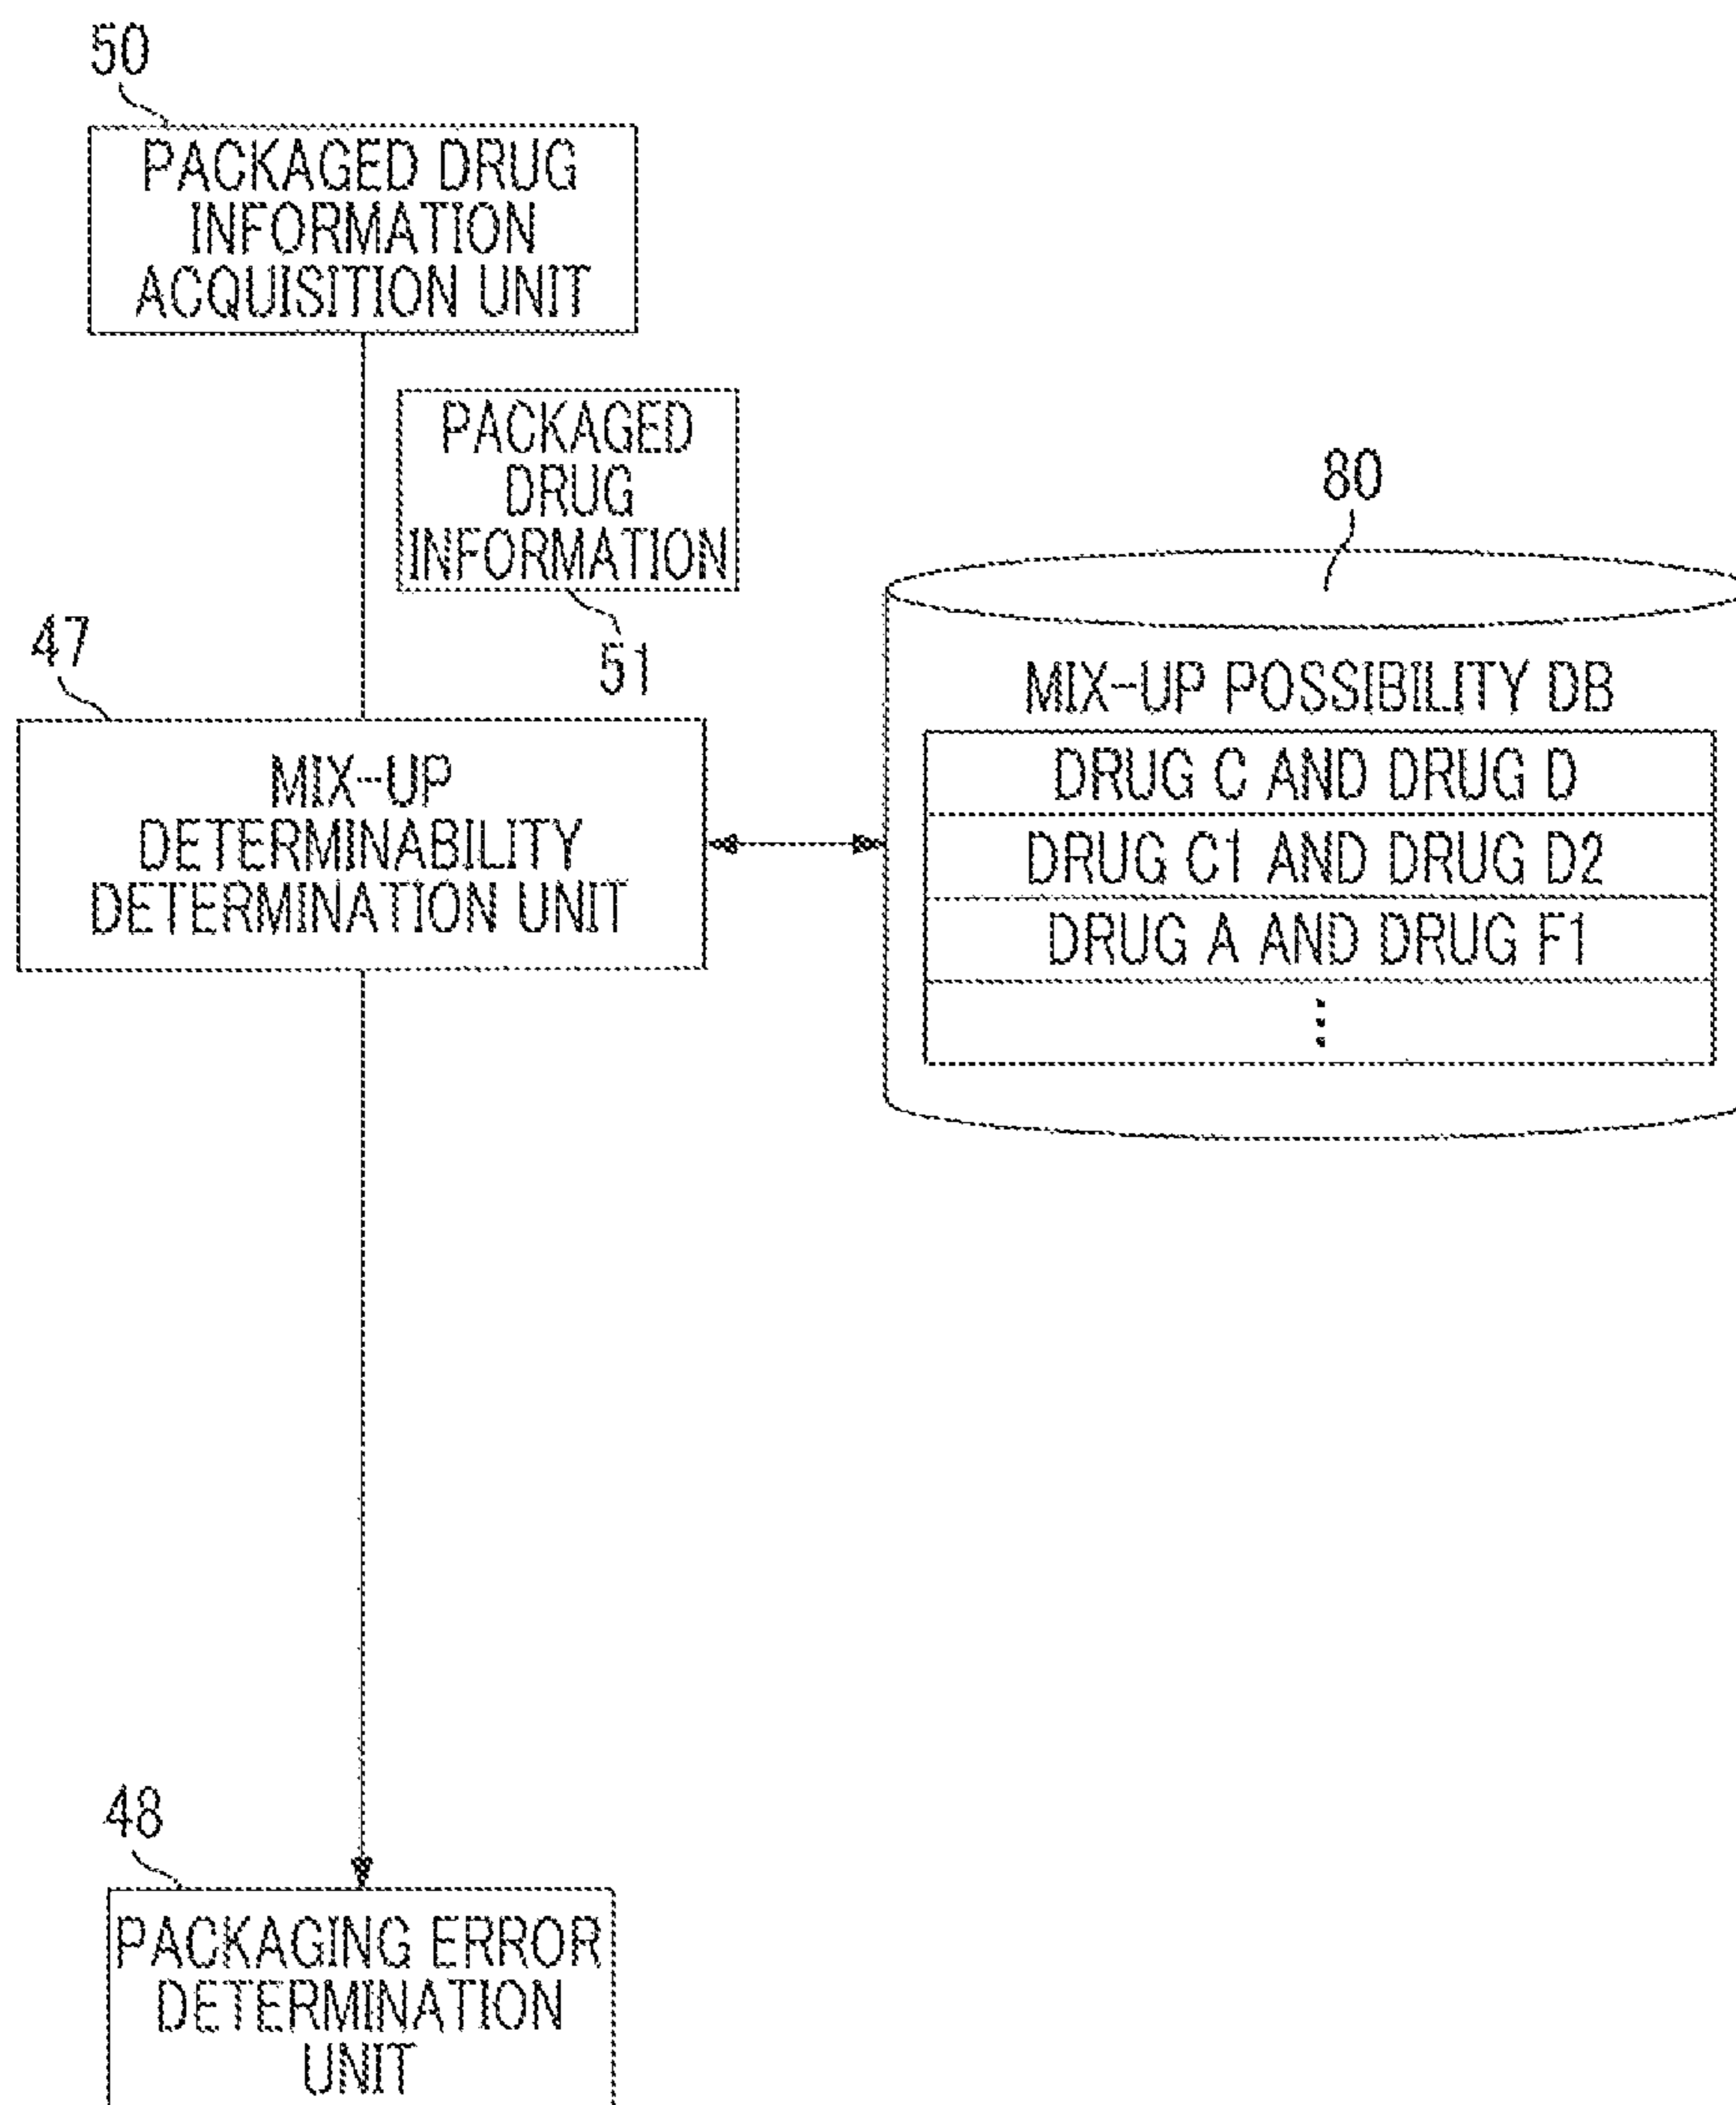 50
PACKAGED DRUG
INFORMATION
ACQUISITION UNIT
PACKAGED
DRUG
INFORMATION
51
80
47
MIX-UP
DETERMINABILITY
DETERMINATION UNIT
MIX-UP POSSIBILITY DB
DRUG C AND DRUG D
DRUG C1 AND DRUG D2
DRUG A AND DRUG F1
⋮
48
PACKAGING ERROR
DETERMINATION
UNIT